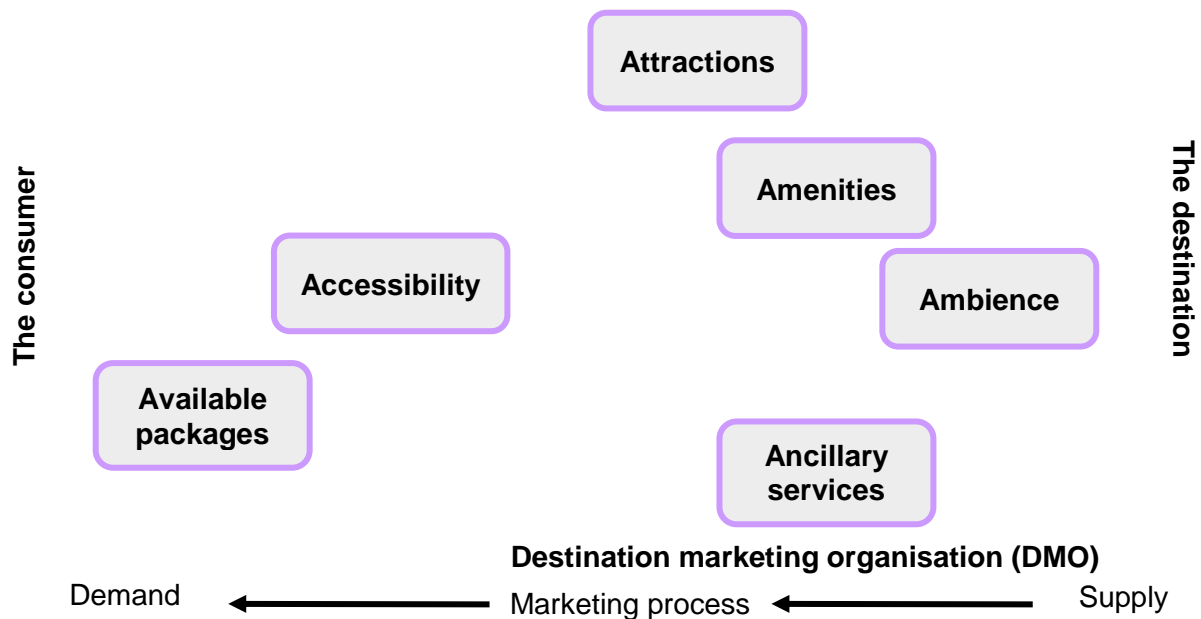 Attractions
The consumer
The destination
Amenities
Accessibility
Ambience
Available
packages
Ancillary
services
Destination marketing organisation (DMO)
Demand
Marketing process
Supply